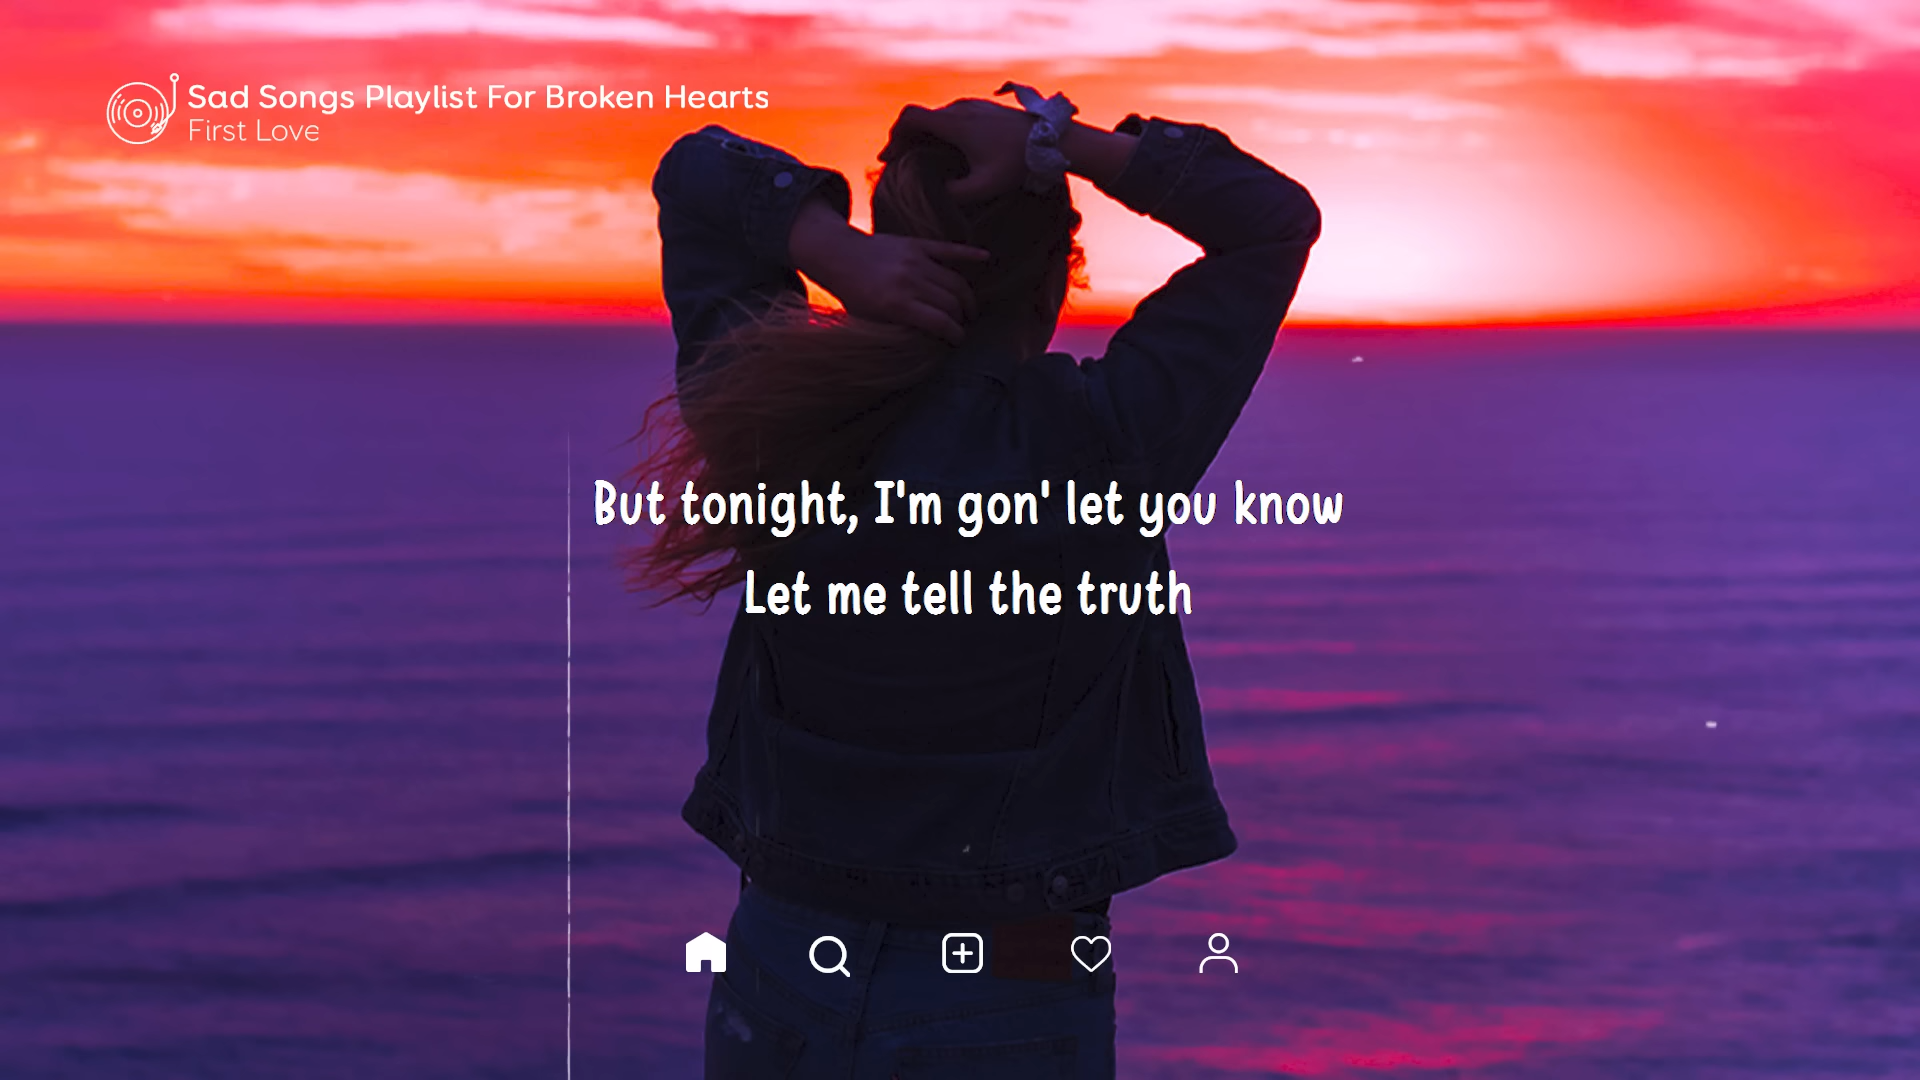 Sad Songs Playlist For Broken Hearts
First Love
But tonight, I'm gon' let you know
Let me tell the truth